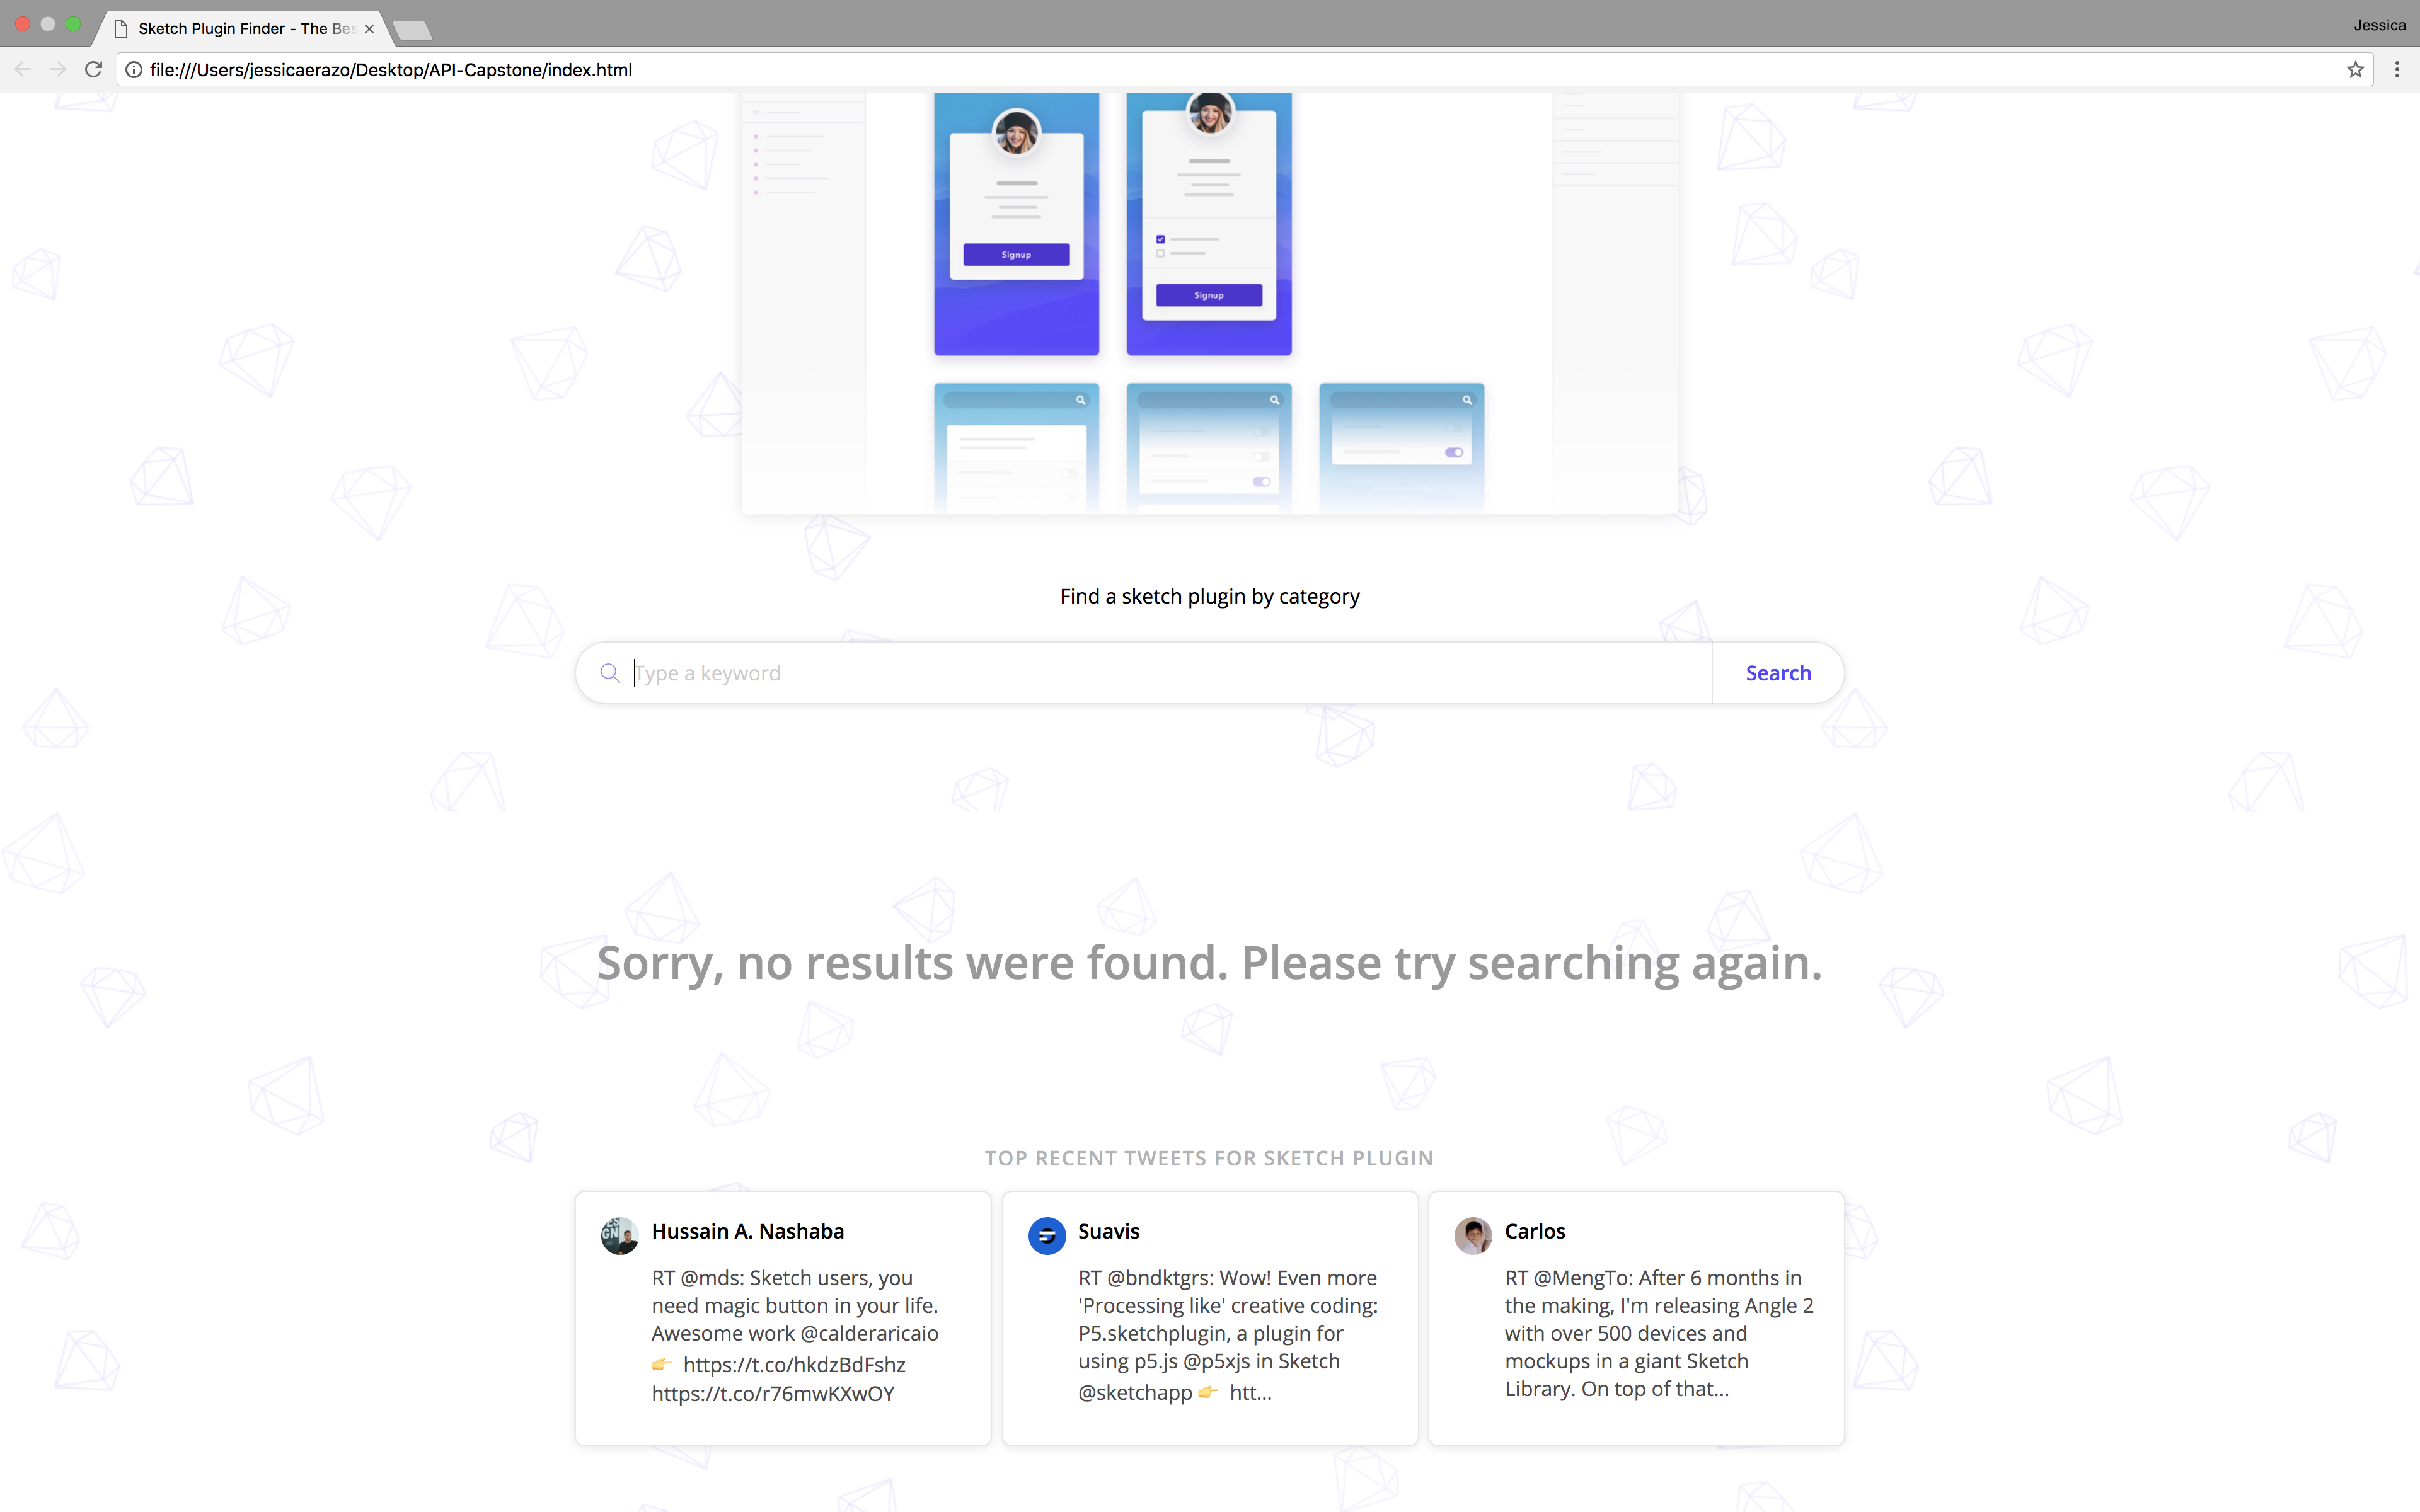 Sketch Plugin Finder - The Bes
Jessica
file:///Users/jessicaerazo/Desktop/API-Capstone/index.html
Signup
Signup
Find a sketch plugin by category
Type a keyword
Search
Sorry, no results were found. Please try searching again.
TOP RECENT TWEETS FOR SKETCH PLUGIN
Hussain A. Nashaba
RT @mds: Sketch users, you
need magic button in your life.
Awesome work @calderaricaio
👉 https://t.co/hkdzBdFshz
https://t.co/r76mwKXwOY
Suavis
RT @bndktgrs: Wow! Even more
'Processing like' creative coding:
P5.sketchplugin, a plugin for
using p5.js @p5xjs in Sketch
@sketchapp 👉 htt…
Carlos
RT @MengTo: After 6 months in
the making, I'm releasing Angle 2
with over 500 devices and
mockups in a giant Sketch
Library. On top of that…